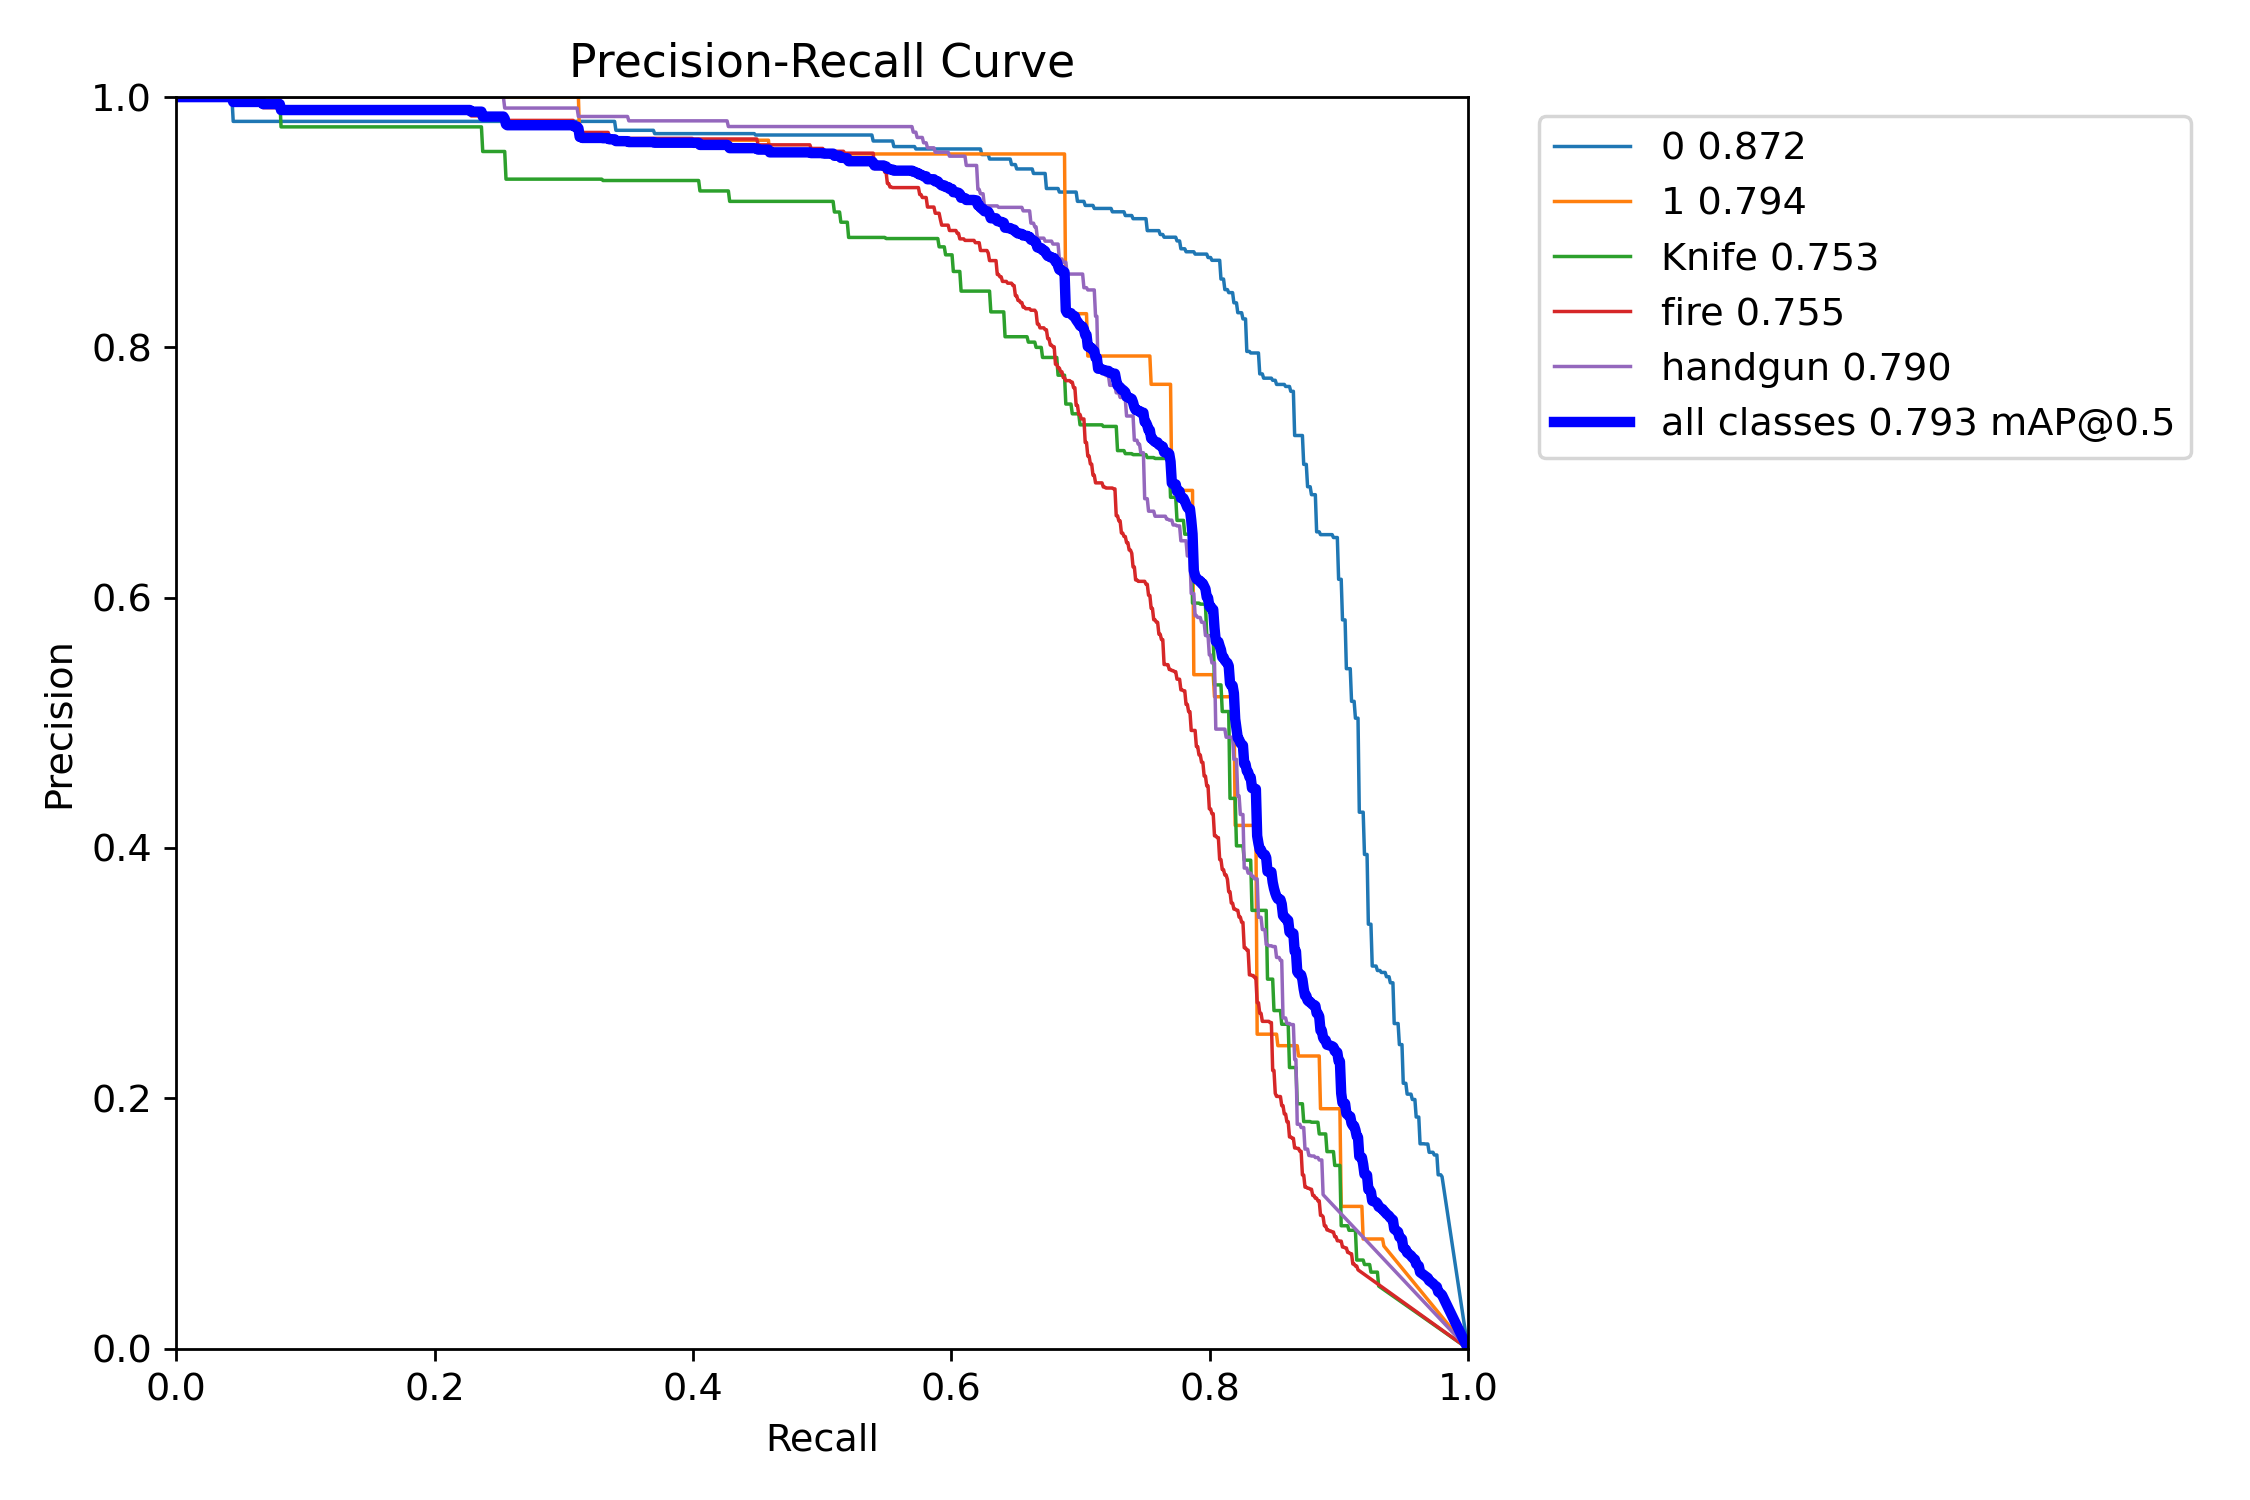 Precision-Recall Curve
1.0
0.8
0.6
0.4
0.2
0.0
Precision
0.0 0.2 0.4 0.6 0.8 1.0
Recall
0 0.872
1 0.794
Knife 0.753
fire 0.755
handgun 0.790
all classes 0.793 mAP@0.5